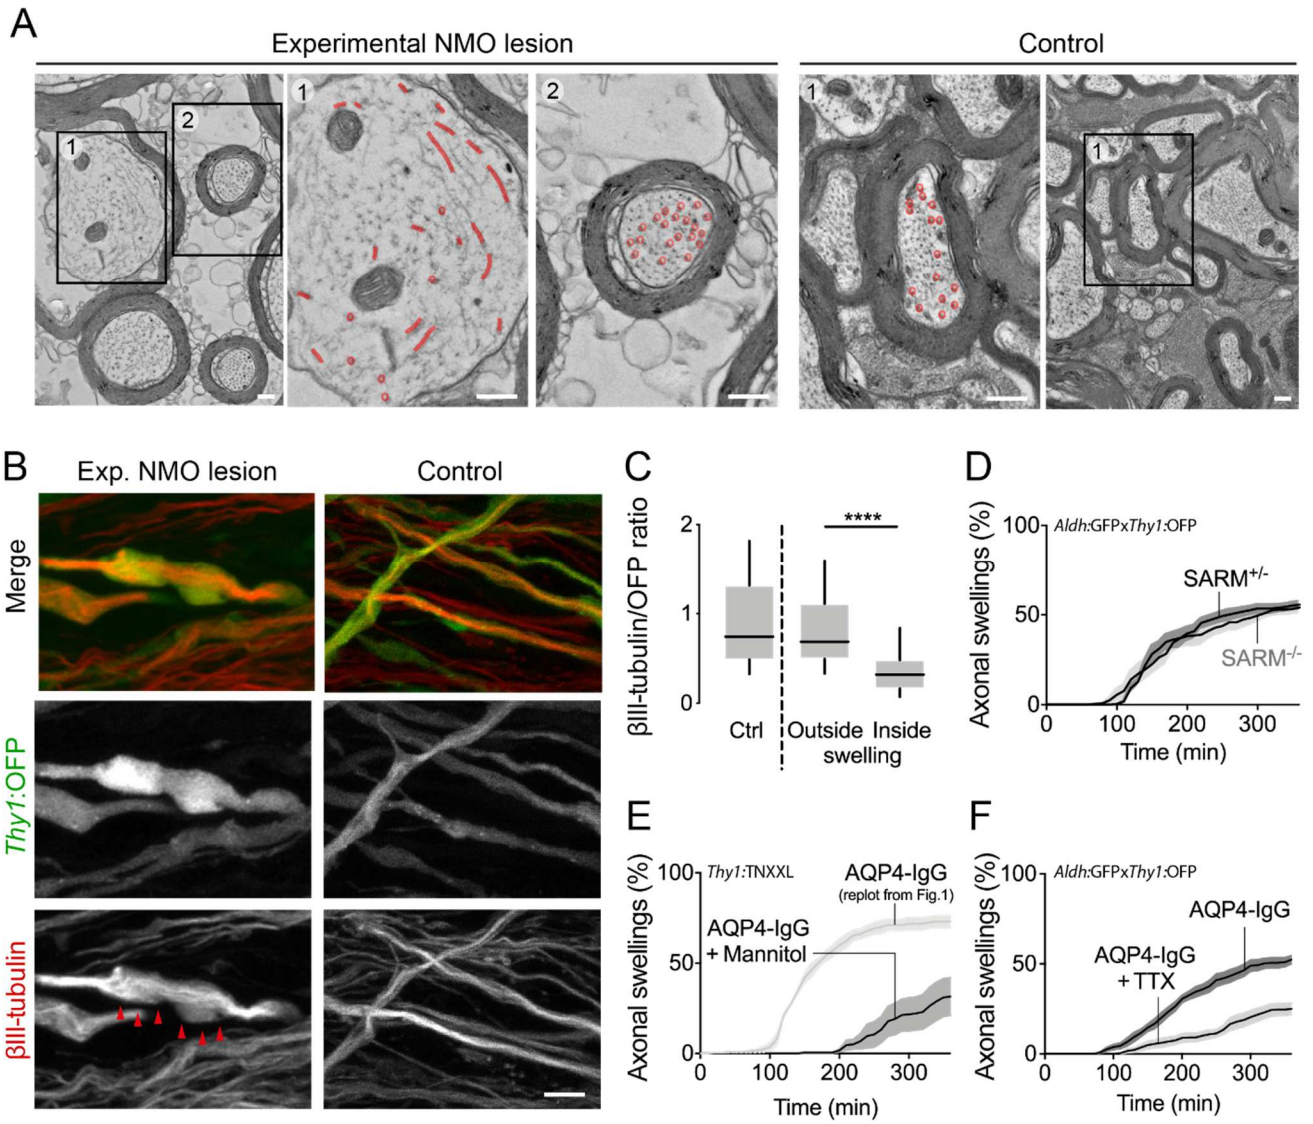 A
Experimental NMO lesion
Control
1
2
1
2
1
1
B
Exp. NMO lesion
Control
Merge
Thy1:OFP
βIII-tubulin
C
βIII-tubulin/OFP ratio
2
1
0
****
Ctrl
Outside Inside
swelling
D
Axonal swellings (%)
100
50
0
Aldh:GFPxThy1:OFP
SARM+/-
SARM-/-
0 100 200 300
Time (min)
E
Axonal swellings (%)
100
50
0
Thy1:TNXXL
AQP4-IgG
(replot from Fig.1)
AQP4-IgG
+ Mannitol
0 100 200 300
Time (min)
F
Axonal swellings (%)
100
50
0
Aldh:GFPxThy1:OFP
AQP4-IgG
AQP4-IgG
+ TTX
0 100 200 300
Time (min)